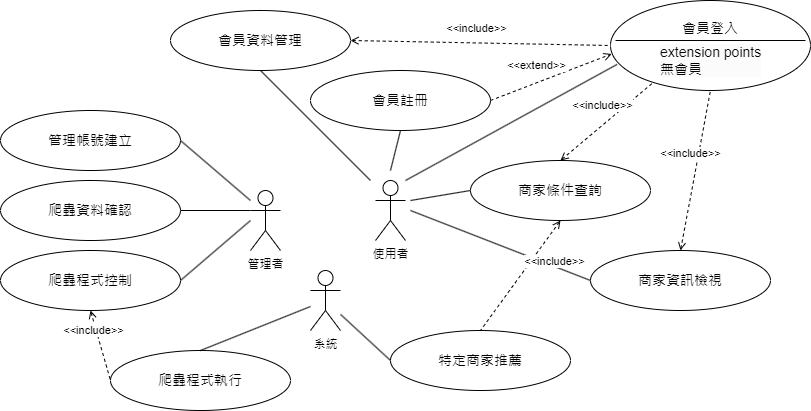 會員登入
extension points
無會員
<<include>>
會員資料管理
<<extend>>
會員註冊
<<include>>
管理帳號建立
<<include>>
商家條件查詢
爬蟲資料確認
管理者
使用者
<<include>>
爬蟲程式控制
商家資訊檢視
<<include>>
系統
特定商家推薦
爬蟲程式執行